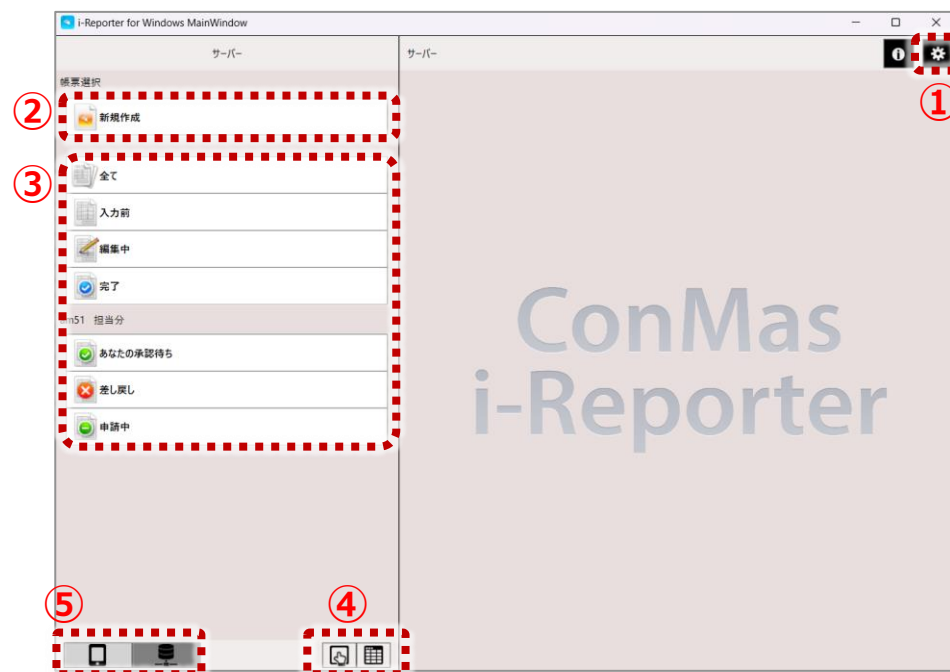 i-Reporter for Windows MainWindow
サーバー
サーバー
①
帳票選択
② 新規作成
③ 全て
入力前
編集中
完了
m51 担当分
あなたの承認待ち
差し戻し
申請中
ConMas
i-Reporter
⑤ ④